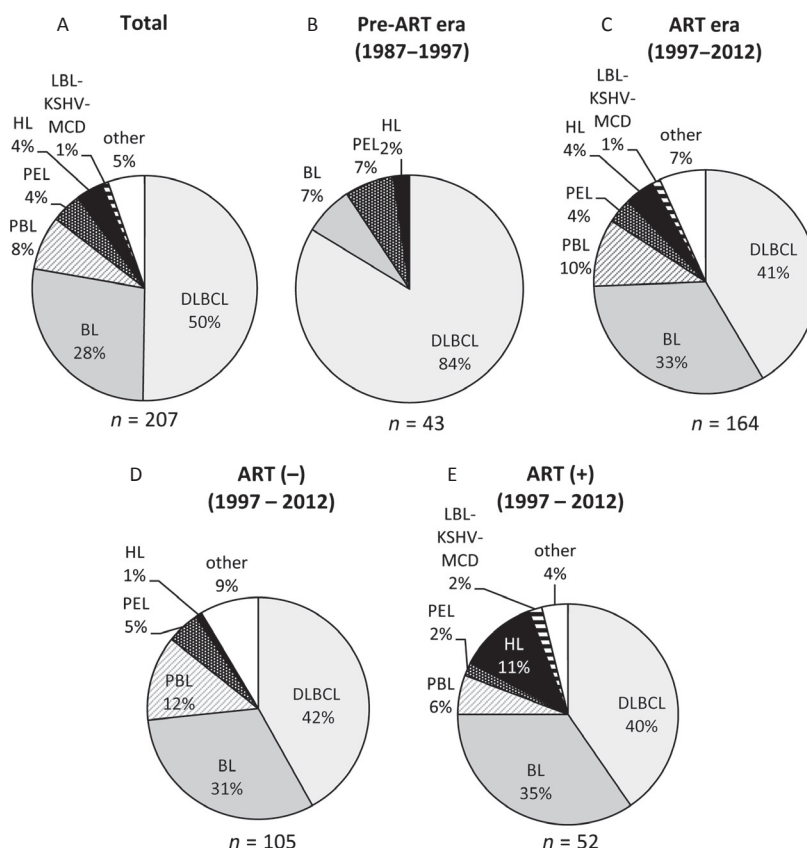 A
Total
LBL-
KSHV-
MCD
1%
other
5%
HL
4%
PEL
4%
PBL
8%
BL
28%
DLBCL
50%
n = 207
B
Pre-ART era
(1987–1997)
HL
2%
PEL
7%
BL
7%
DLBCL
84%
n = 43
C
ART era
(1997–2012)
LBL-
KSHV-
MCD
1%
other
7%
HL
4%
PEL
4%
PBL
10%
BL
33%
DLBCL
41%
n = 164
D
ART (–)
(1997 – 2012)
HL
1%
other
9%
PEL
5%
PBL
12%
BL
31%
DLBCL
42%
n = 105
E
ART (+)
(1997 – 2012)
LBL-
KSHV-
MCD
2%
other
4%
PEL
2%
HL
11%
PBL
6%
BL
35%
DLBCL
40%
n = 52